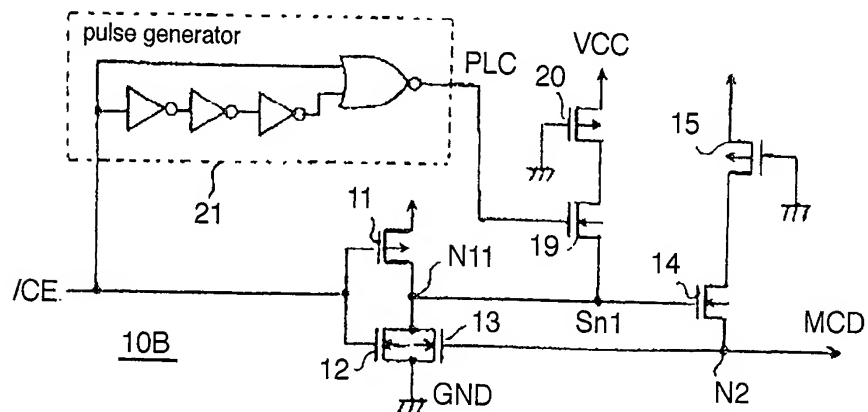 pulse generator
PLC
VCC
20
15
21
11
19
N11
14
/CE.
Sn1
MCD
10B
12
13
GND
N2